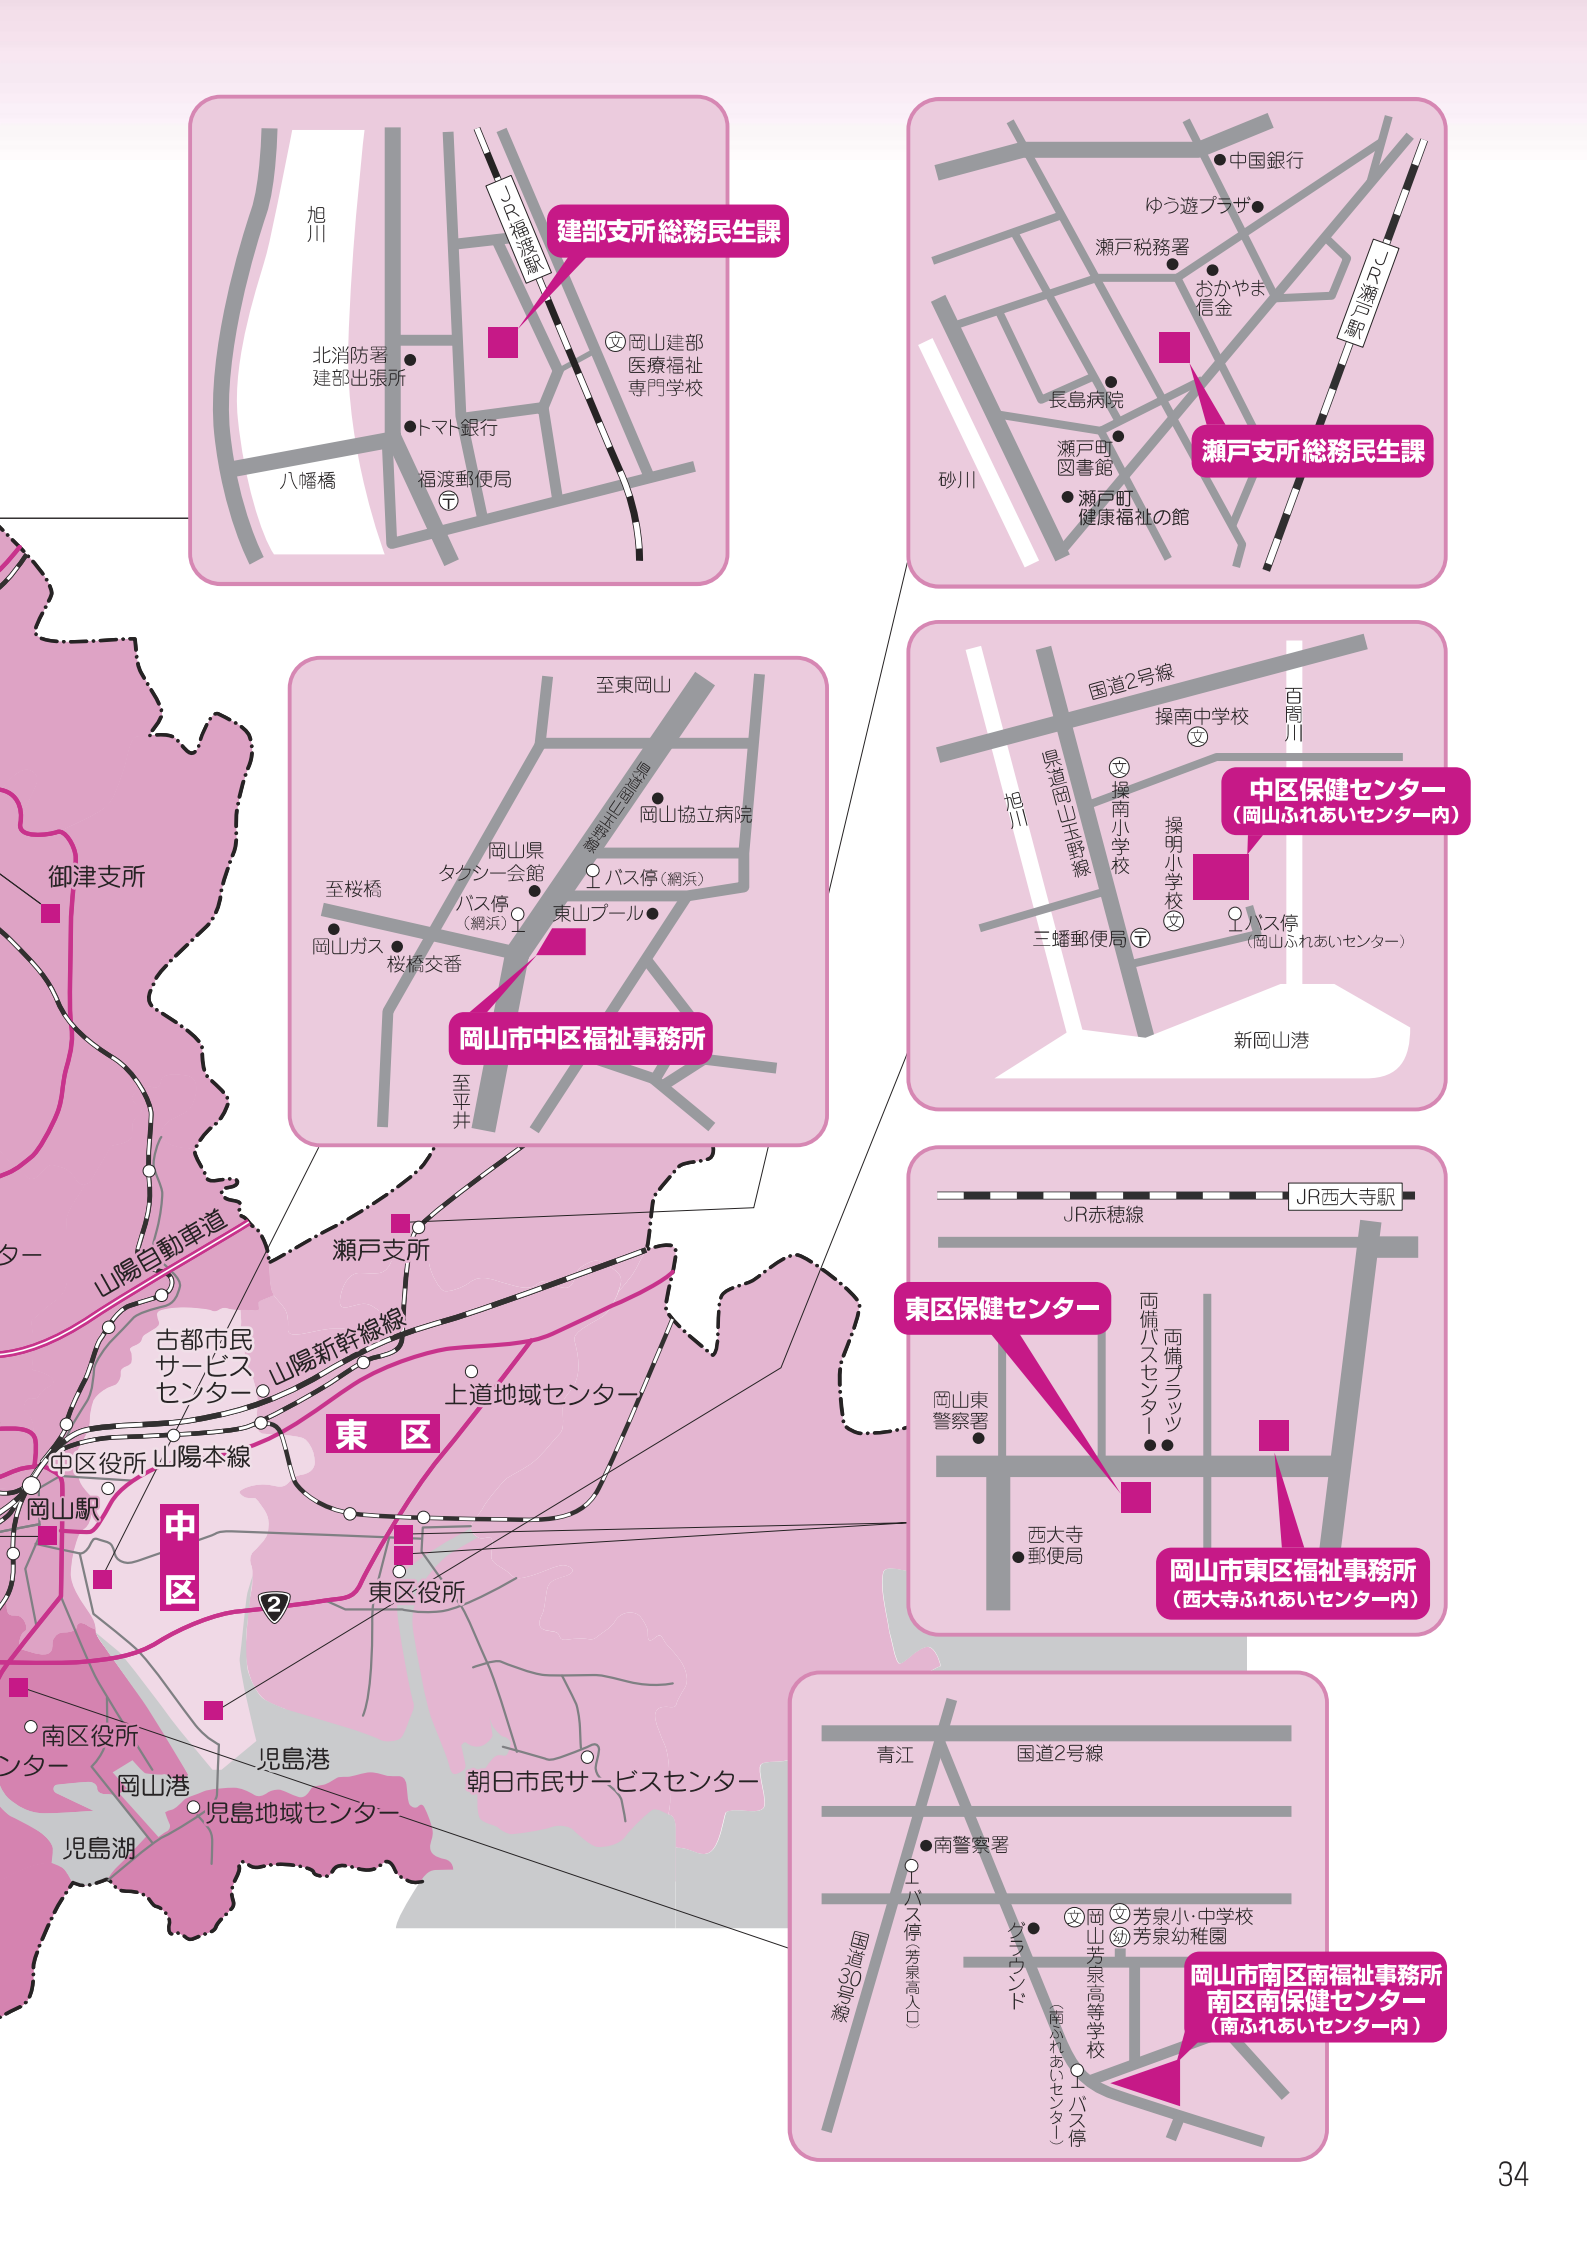 旭川
JR福渡駅
建部支所総務民生課
北消防署
建部出張所
トマト銀行
八幡橋
福渡郵便局
〒
文
岡山建部
医療福祉
専門学校
中国銀行
ゆう遊プラザ
瀬戸税務署
おかやま
信金
JR瀬戸駅
長島病院
瀬戸支所総務民生課
瀬戸町
図書館
砂川
瀬戸町
健康福祉の館
至東岡山
県道岡山玉野線
岡山協立病院
岡山県
タクシー会館
バス停(網浜)
至桜橋
バス停
(網浜)
東山プール
岡山ガス
桜橋交番
岡山市中区福祉事務所
至平井
国道2号線
操南中学校
文
百間川
県道岡山玉野線
文
操南小学校
旭川
操明小学校
文
中区保健センター
(岡山ふれあいセンター内)
三蟠郵便局
〒
バス停
(岡山ふれあいセンター)
新岡山港
JR西大寺駅
JR赤穂線
東区保健センター
両備バスセンター
両備プラッツ
岡山東
警察署
西大寺
郵便局
岡山市東区福祉事務所
(西大寺ふれあいセンター内)
青江
国道2号線
南警察署
バス停(芳泉高入口)
国道30号線
グラウンド
文
岡山芳泉高等学校
文
芳泉小・中学校
幼
芳泉幼稚園
岡山市南区南福祉事務所
南区南保健センター
(南ふれあいセンター内)
バス停
(南ふれあいセンター)
御津支所
ター
山陽自動車道
瀬戸支所
古都市民
サービス
センター
山陽新幹線線
上道地域センター
東 区
中区役所
山陽本線
岡山駅
中区
2
東区役所
南区役所
ンター
児島港
岡山港
児島地域センター
児島湖
朝日市民サービスセンター
34